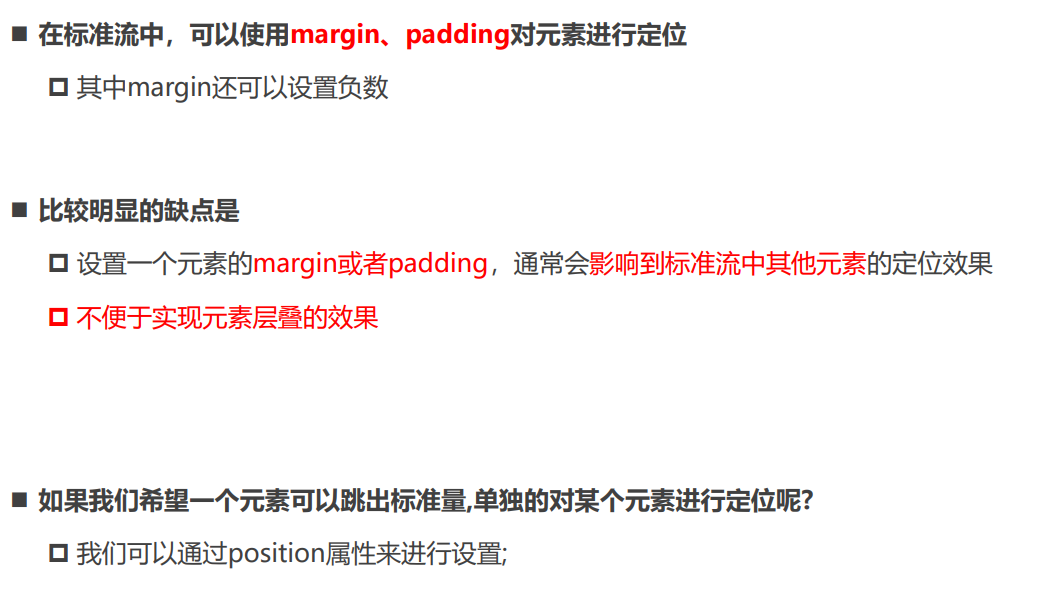 在标准流中，可以使用margin、padding对元素进行定位
其中margin还可以设置负数
比较明显的缺点是
设置一个元素的margin或者padding，通常会影响到标准流中其他元素的定位效果
不便于实现元素层叠的效果
如果我们希望一个元素可以跳出标准量,单独的对某个元素进行定位呢?
我们可以通过position属性来进行设置;